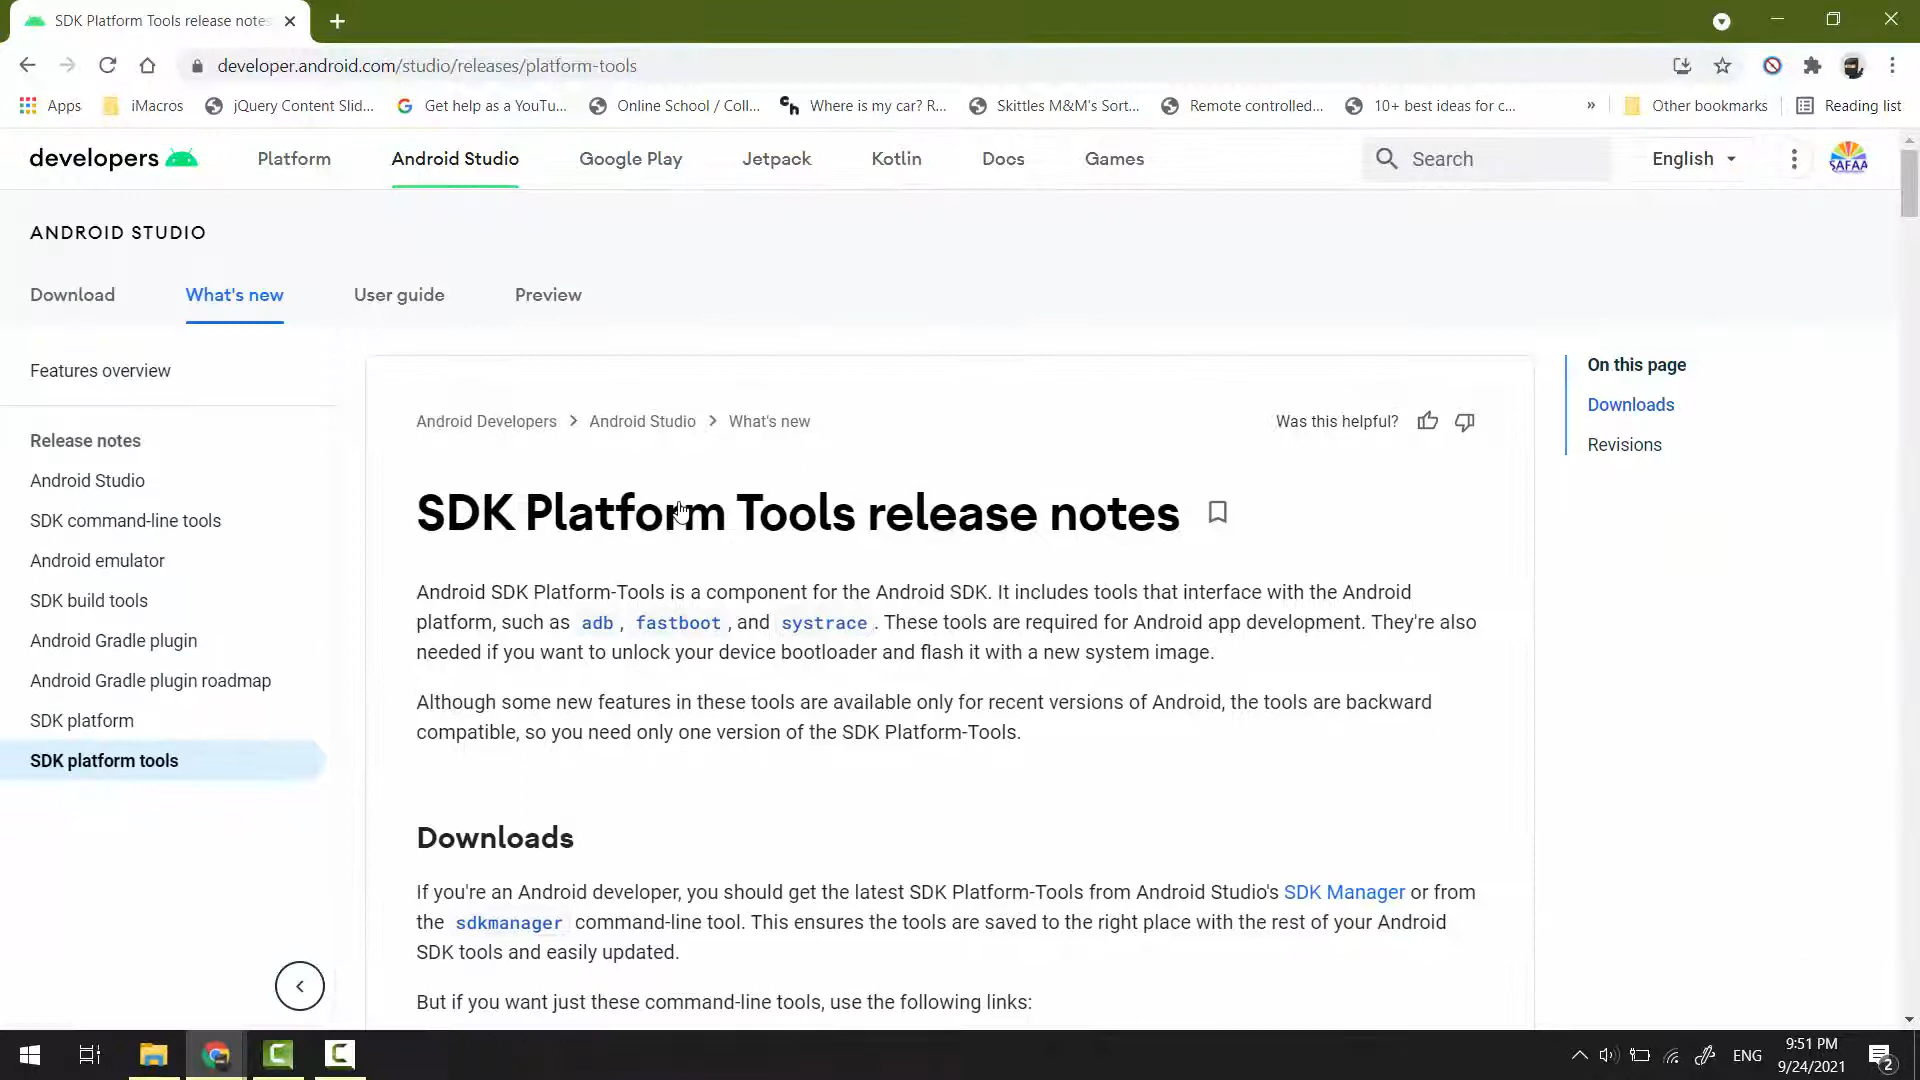 SDK Platform Tools release notes
developer.android.com/studio/releases/platform-tools
Apps
iMacros
jQuery Content Slid...
Get help as a YouTu...
Online School / Coll...
Where is my car? R...
Skittles M&M's Sort...
Remote controlled...
10+ best ideas for c...
»
Other bookmarks
Reading list
developers
Platform
Android Studio
Google Play
Jetpack
Kotlin
Docs
Games
Search
English
SAFAA
ANDROID STUDIO
Download
What's new
User guide
Preview
Features overview
Release notes
Android Studio
SDK command-line tools
Android emulator
SDK build tools
Android Gradle plugin
Android Gradle plugin roadmap
SDK platform
SDK platform tools
Android Developers > Android Studio > What's new
Was this helpful?
SDK Platform Tools release notes
Android SDK Platform-Tools is a component for the Android SDK. It includes tools that interface with the Android
platform, such as adb, fastboot, and systrace. These tools are required for Android app development. They're also
needed if you want to unlock your device bootloader and flash it with a new system image.
Although some new features in these tools are available only for recent versions of Android, the tools are backward
compatible, so you need only one version of the SDK Platform-Tools.
Downloads
If you're an Android developer, you should get the latest SDK Platform-Tools from Android Studio's SDK Manager or from
the sdkmanager command-line tool. This ensures the tools are saved to the right place with the rest of your Android
SDK tools and easily updated.
But if you want just these command-line tools, use the following links:
On this page
Downloads
Revisions
ENG
9:51 PM
9/24/2021
2